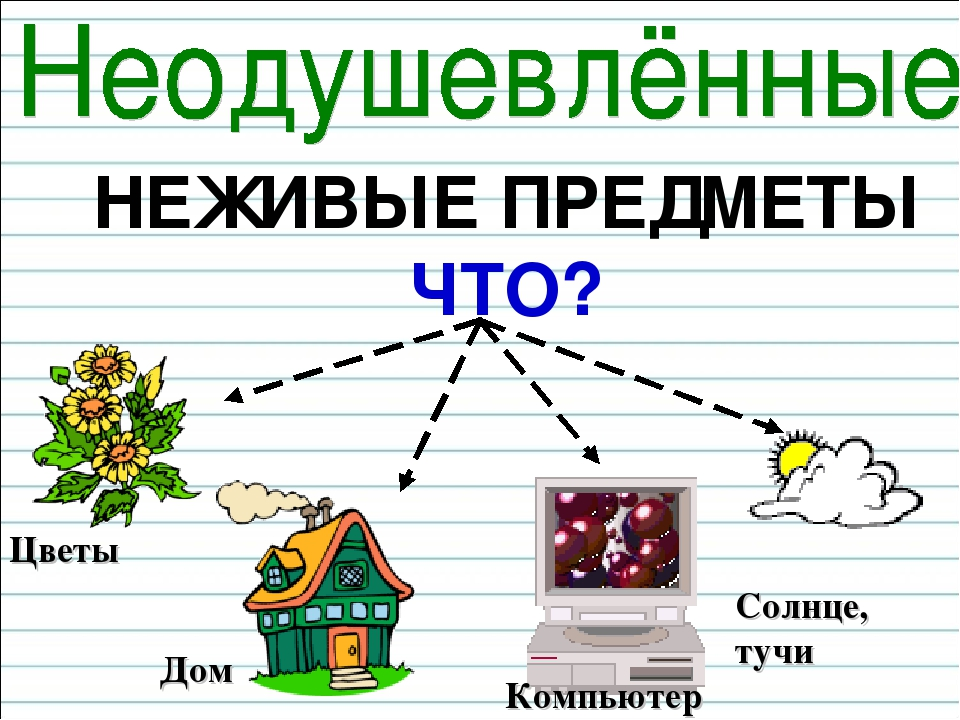 Неодушевлённые
НЕЖИВЫЕ ПРЕДМЕТЫ
ЧТО?
Цветы
Дом
Компьютер
Солнце,
тучи